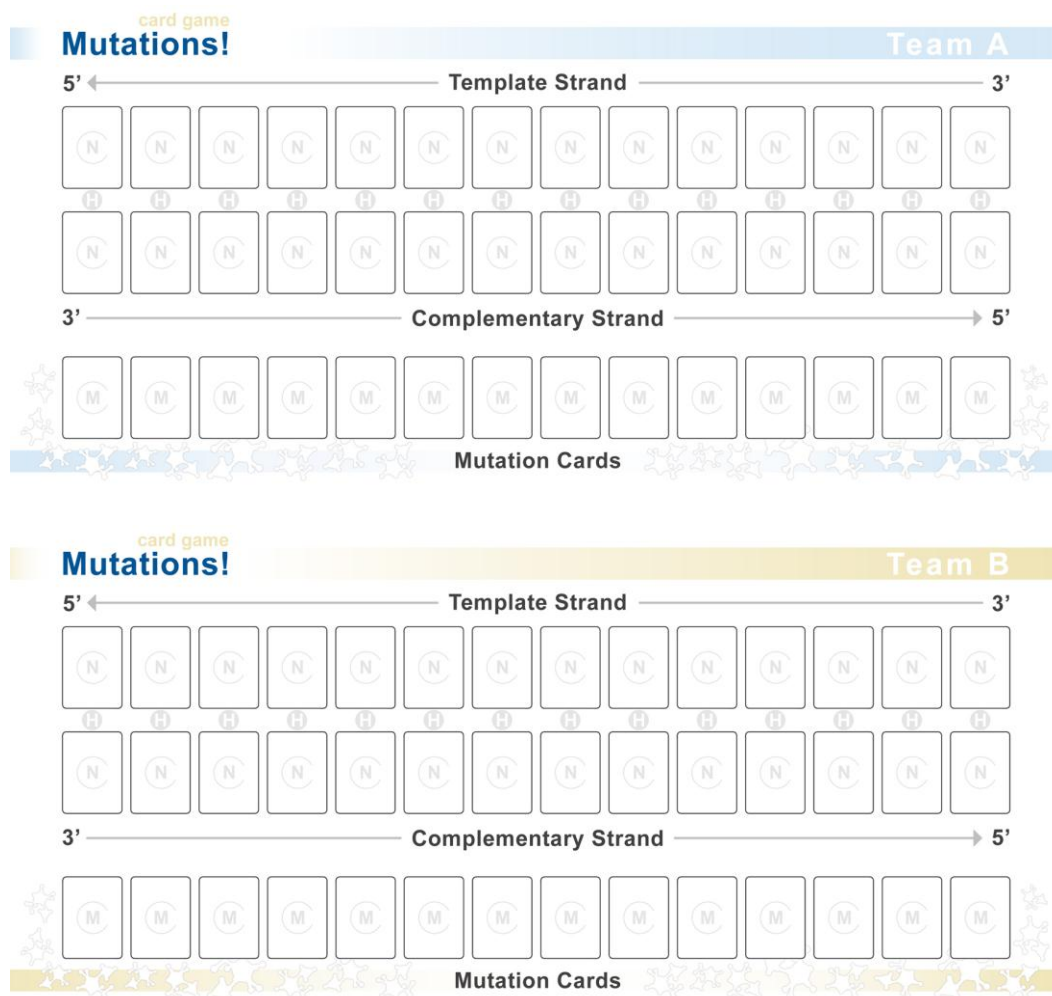 card game
Mutations! Team A
5’ Template Strand 3’
N N N N N N N N N N N N N N
H H H H H H H H H H H H H H
N N N N N N N N N N N N N N
3’ Complementary Strand 5’
M M M M M M M M M M M M M M
Mutation Cards
card game
Mutations! Team B
5’ Template Strand 3’
N N N N N N N N N N N N N N
H H H H H H H H H H H H H H
N N N N N N N N N N N N N N
3’ Complementary Strand 5’
M M M M M M M M M M M M M M
Mutation Cards